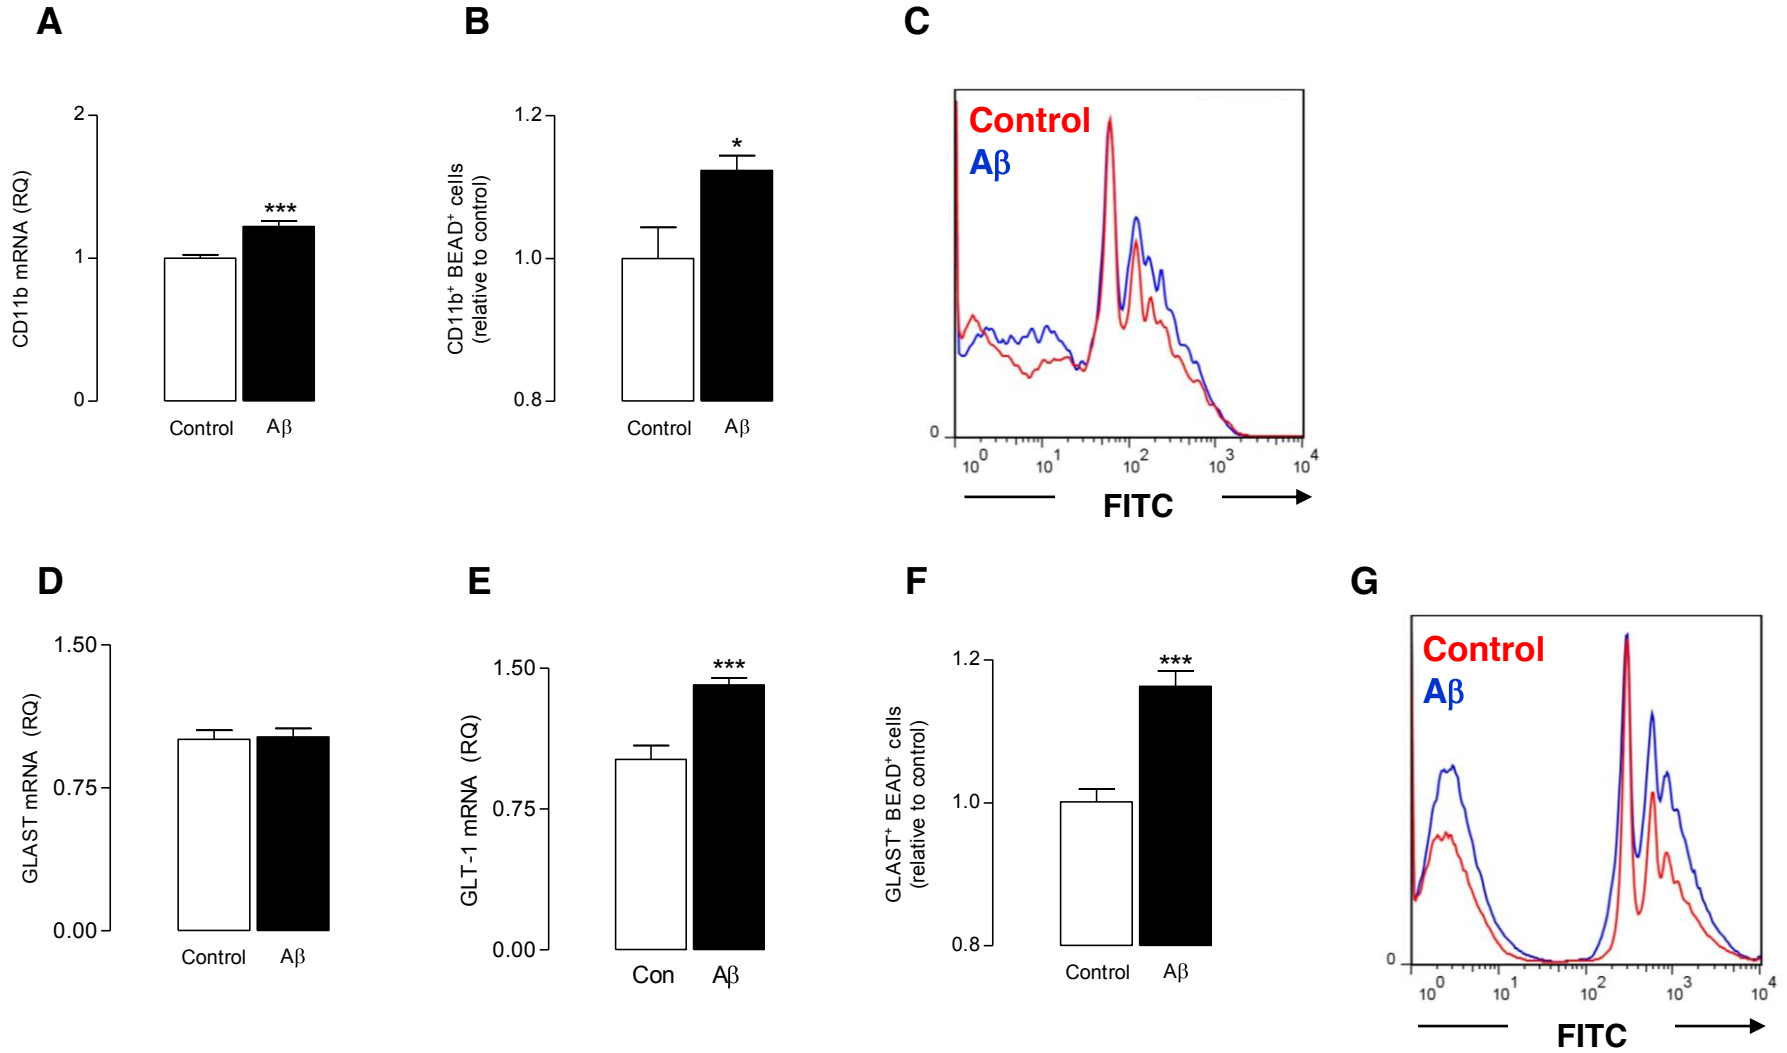 A
CD11b mRNA (RQ)
2
1
0
***
Control
Aβ
B
CD11b⁺ BEAD⁺ cells
(relative to control)
1.2
1.0
0.8
*
Control
Aβ
C
Control
Aβ
0
10⁰ 10¹ 10² 10³ 10⁴
FITC
D
GLAST mRNA (RQ)
1.50
0.75
0.00
Control
Aβ
E
GLT-1 mRNA (RQ)
1.50
0.75
0.00
***
Con
Aβ
F
GLAST⁺ BEAD⁺ cells
(relative to control)
1.2
1.0
0.8
***
Control
Aβ
G
Control
Aβ
0
10⁰ 10¹ 10² 10³ 10⁴
FITC